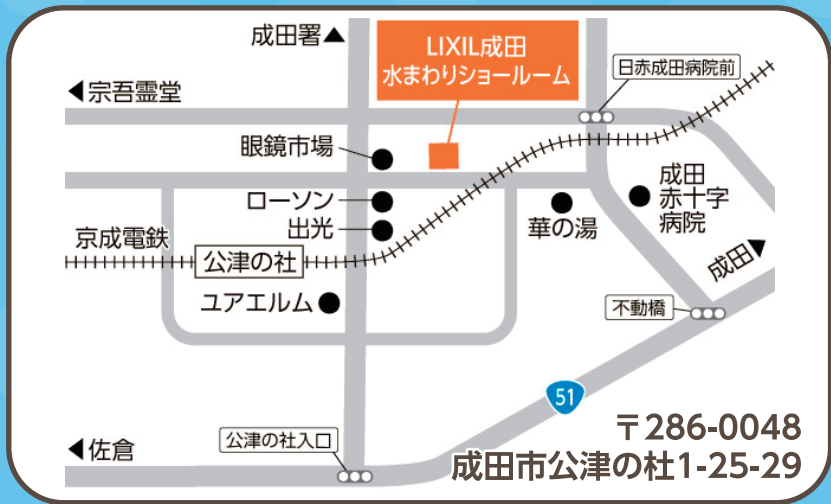 成田署▲
LIXIL成田
水まわりショールーム
日赤成田病院前
◀宗吾霊堂
眼鏡市場
ローソン
出光
華の湯
成田
赤十字
病院
京成電鉄
公津の杜
成田▶
ユアエルム
不動橋
51
◀佐倉
公津の杜入口
〒286-0048
成田市公津の杜1-25-29